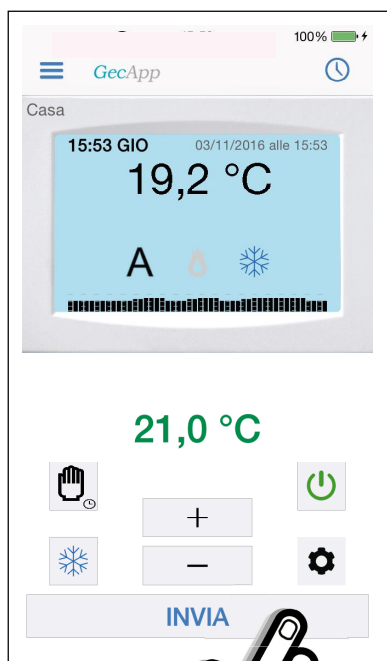 100%
GecApp
Casa
15:53 GIO 03/11/2016 alle 15:53
19,2 °C
A
21,0 °C
+
−
INVIA